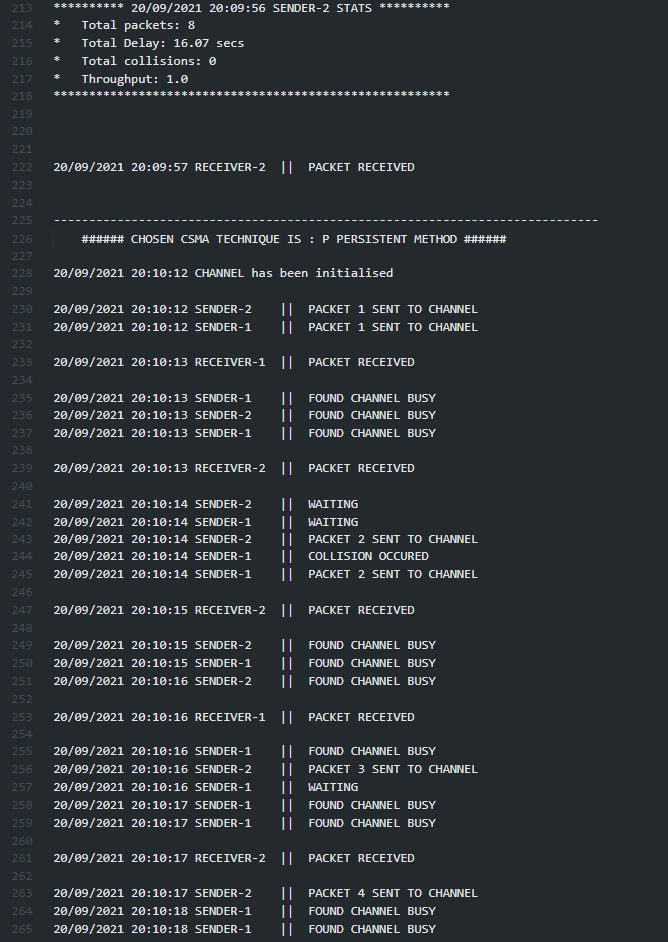 213 ********** 20/09/2021 20:09:56 SENDER-2 STATS **********
214 *   Total packets: 8
215 *   Total Delay: 16.07 secs
216 *   Total collisions: 0
217 *   Throughput: 1.0
218 ********************************************************
219
220
221
222 20/09/2021 20:09:57 RECEIVER-2  ||  PACKET RECEIVED
223
224
225 -----------------------------------------------------------------------------
226     ###### CHOSEN CSMA TECHNIQUE IS : P PERSISTENT METHOD ######
227
228 20/09/2021 20:10:12 CHANNEL has been initialised
229
230 20/09/2021 20:10:12 SENDER-2    ||  PACKET 1 SENT TO CHANNEL
231 20/09/2021 20:10:12 SENDER-1    ||  PACKET 1 SENT TO CHANNEL
232
233 20/09/2021 20:10:13 RECEIVER-1  ||  PACKET RECEIVED
234
235 20/09/2021 20:10:13 SENDER-1    ||  FOUND CHANNEL BUSY
236 20/09/2021 20:10:13 SENDER-2    ||  FOUND CHANNEL BUSY
237 20/09/2021 20:10:13 SENDER-1    ||  FOUND CHANNEL BUSY
238
239 20/09/2021 20:10:13 RECEIVER-2  ||  PACKET RECEIVED
240
241 20/09/2021 20:10:14 SENDER-2    ||  WAITING
242 20/09/2021 20:10:14 SENDER-1    ||  WAITING
243 20/09/2021 20:10:14 SENDER-2    ||  PACKET 2 SENT TO CHANNEL
244 20/09/2021 20:10:14 SENDER-1    ||  COLLISION OCCURED
245 20/09/2021 20:10:14 SENDER-1    ||  PACKET 2 SENT TO CHANNEL
246
247 20/09/2021 20:10:15 RECEIVER-2  ||  PACKET RECEIVED
248
249 20/09/2021 20:10:15 SENDER-2    ||  FOUND CHANNEL BUSY
250 20/09/2021 20:10:15 SENDER-1    ||  FOUND CHANNEL BUSY
251 20/09/2021 20:10:16 SENDER-2    ||  FOUND CHANNEL BUSY
252
253 20/09/2021 20:10:16 RECEIVER-1  ||  PACKET RECEIVED
254
255 20/09/2021 20:10:16 SENDER-1    ||  FOUND CHANNEL BUSY
256 20/09/2021 20:10:16 SENDER-2    ||  PACKET 3 SENT TO CHANNEL
257 20/09/2021 20:10:16 SENDER-1    ||  WAITING
258 20/09/2021 20:10:17 SENDER-1    ||  FOUND CHANNEL BUSY
259 20/09/2021 20:10:17 SENDER-1    ||  FOUND CHANNEL BUSY
260
261 20/09/2021 20:10:17 RECEIVER-2  ||  PACKET RECEIVED
262
263 20/09/2021 20:10:17 SENDER-2    ||  PACKET 4 SENT TO CHANNEL
264 20/09/2021 20:10:18 SENDER-1    ||  FOUND CHANNEL BUSY
265 20/09/2021 20:10:18 SENDER-1    ||  FOUND CHANNEL BUSY